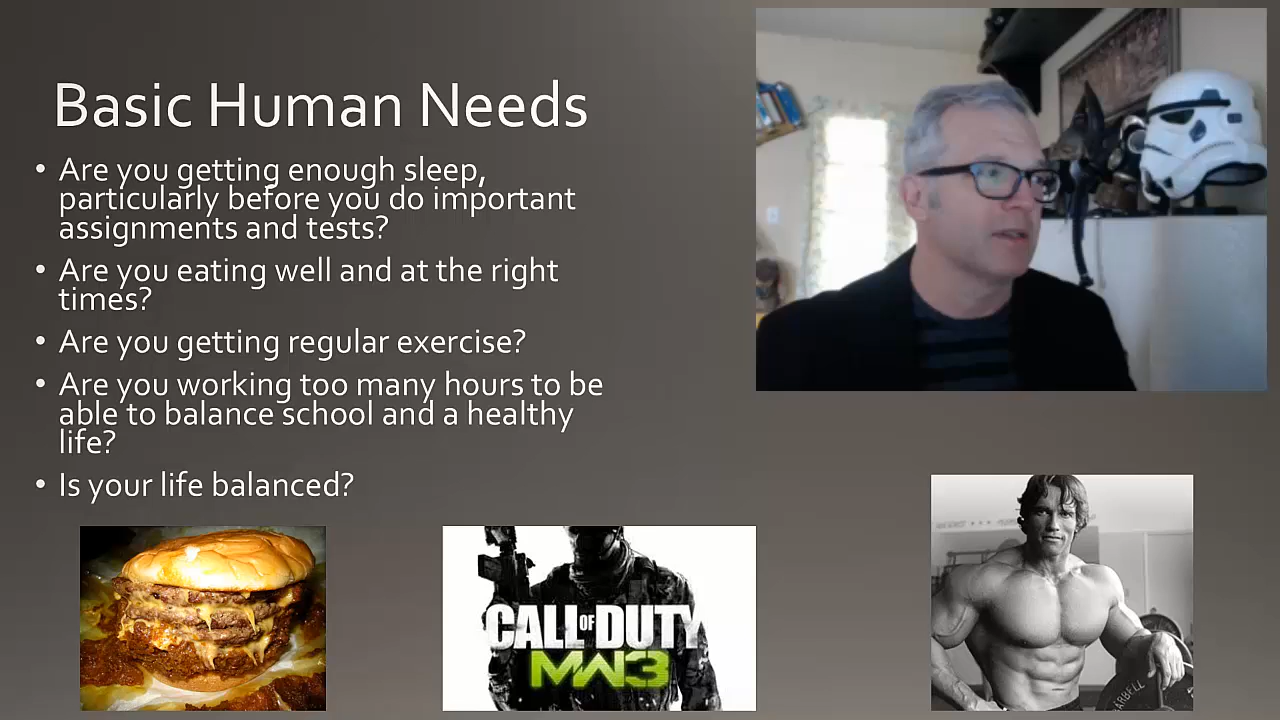 Basic Human Needs
• Are you getting enough sleep,
particularly before you do important
assignments and tests?
• Are you eating well and at the right
times?
• Are you getting regular exercise?
• Are you working too many hours to be
able to balance school and a healthy
life?
• Is your life balanced?
CALL OF DUTY
MW3
BARBELL